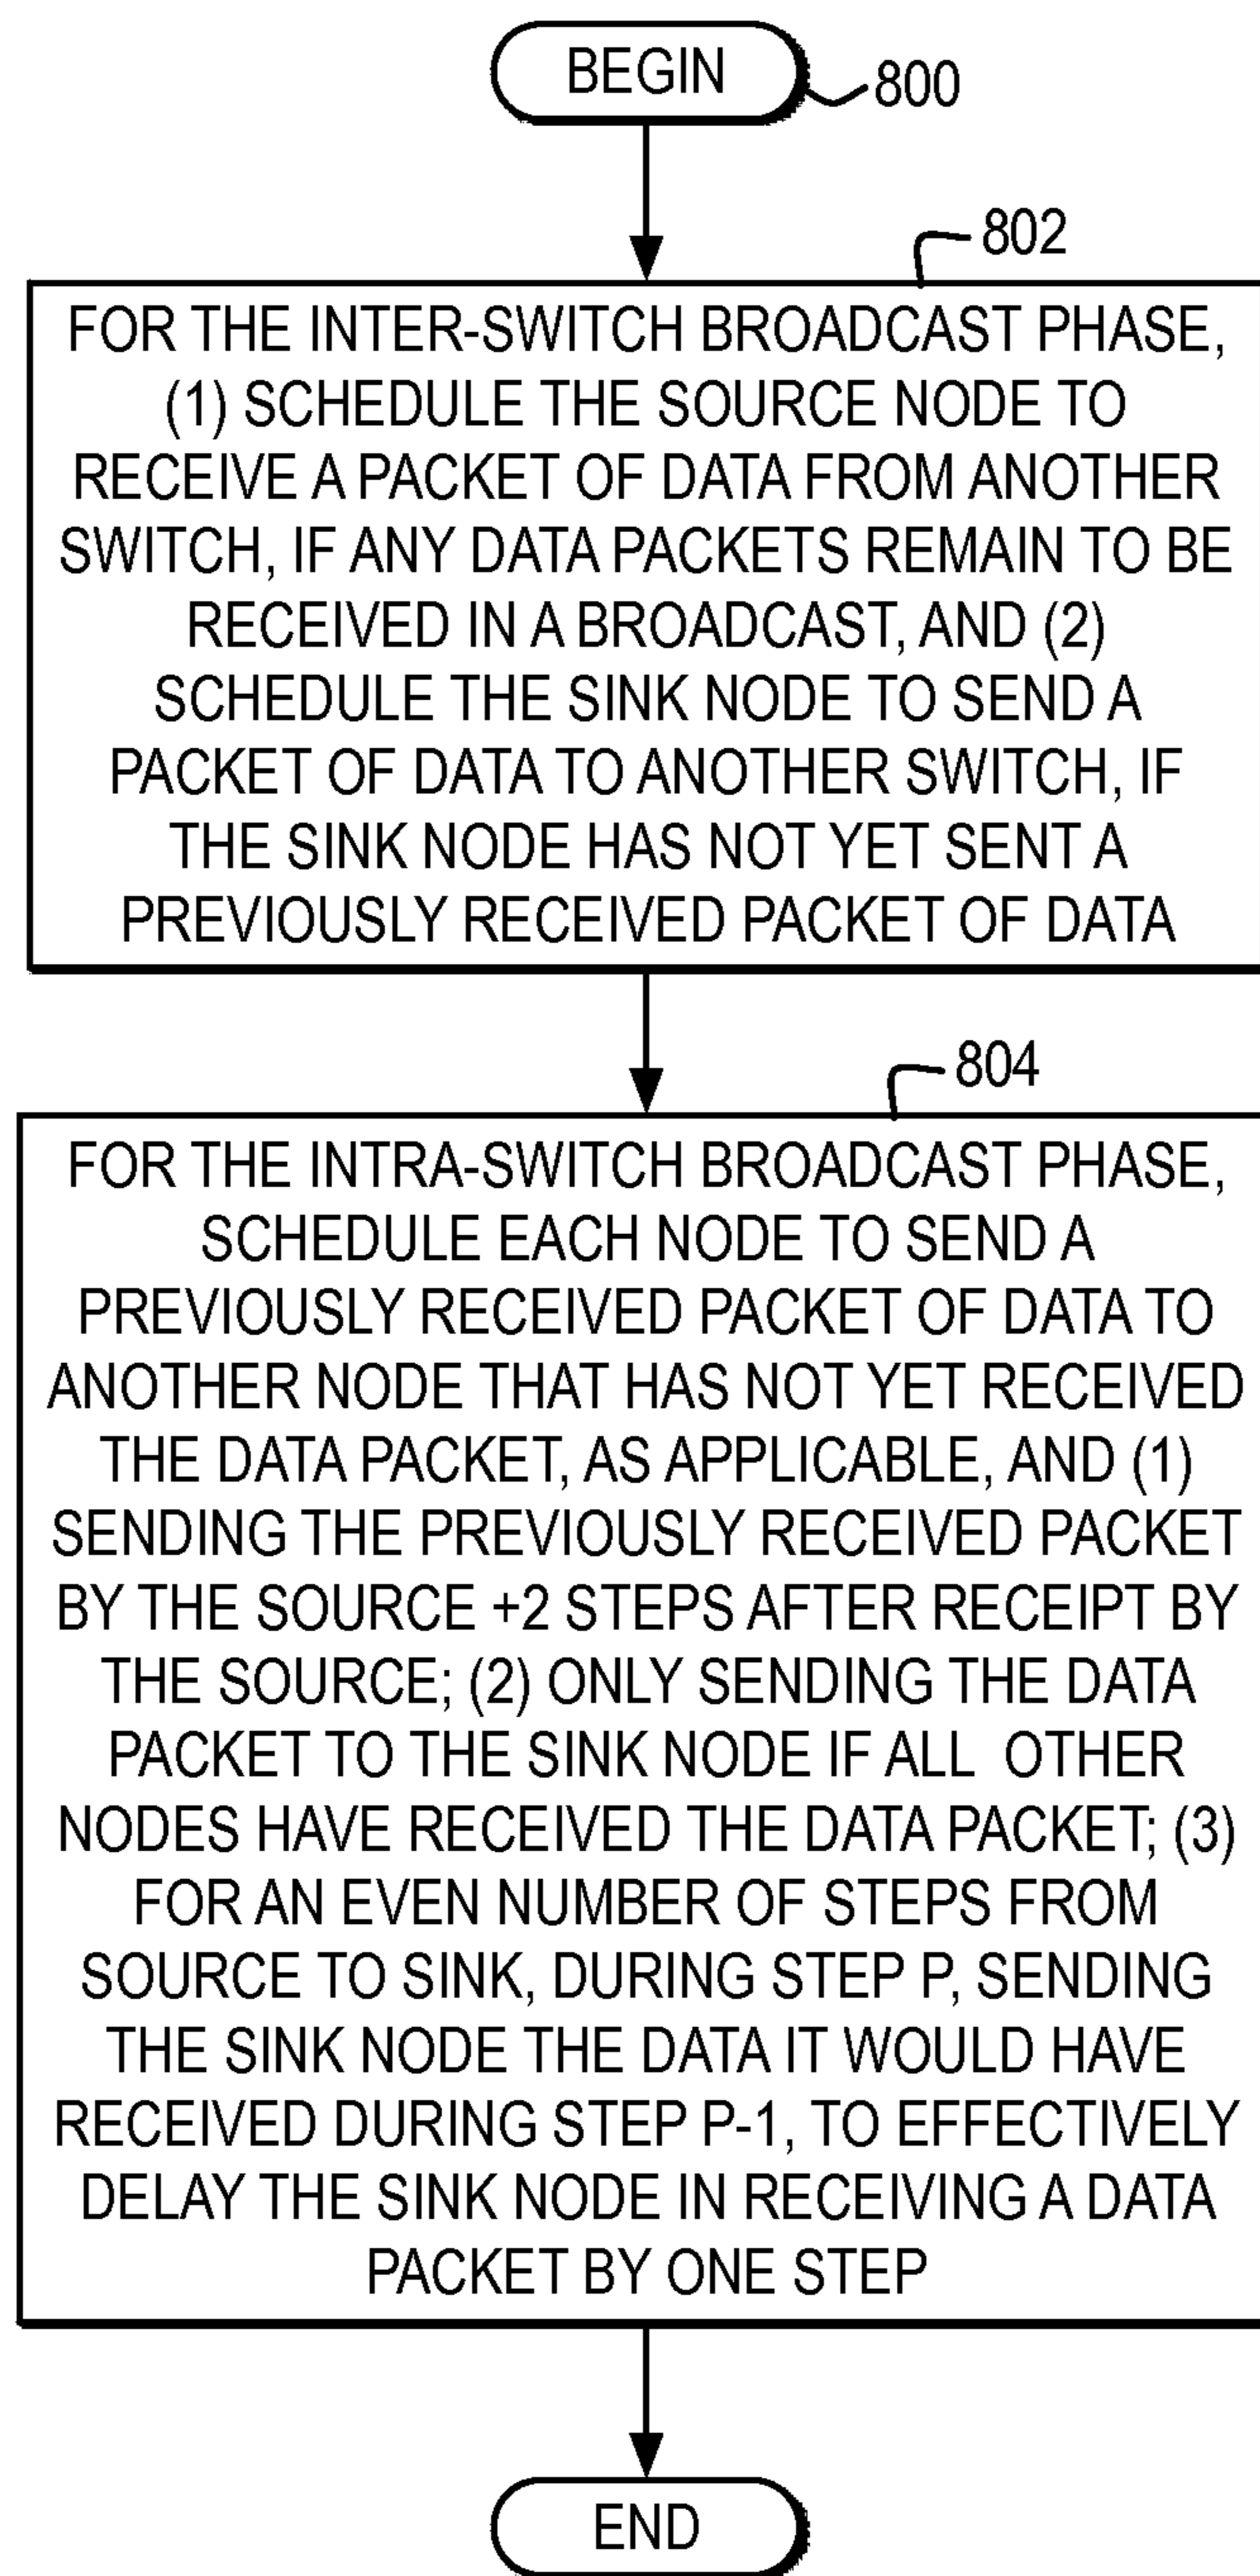 BEGIN
800
802
FOR THE INTER-SWITCH BROADCAST PHASE,
(1) SCHEDULE THE SOURCE NODE TO
RECEIVE A PACKET OF DATA FROM ANOTHER
SWITCH, IF ANY DATA PACKETS REMAIN TO BE
RECEIVED IN A BROADCAST, AND (2)
SCHEDULE THE SINK NODE TO SEND A
PACKET OF DATA TO ANOTHER SWITCH, IF
THE SINK NODE HAS NOT YET SENT A
PREVIOUSLY RECEIVED PACKET OF DATA
804
FOR THE INTRA-SWITCH BROADCAST PHASE,
SCHEDULE EACH NODE TO SEND A
PREVIOUSLY RECEIVED PACKET OF DATA TO
ANOTHER NODE THAT HAS NOT YET RECEIVED
THE DATA PACKET, AS APPLICABLE, AND (1)
SENDING THE PREVIOUSLY RECEIVED PACKET
BY THE SOURCE +2 STEPS AFTER RECEIPT BY
THE SOURCE; (2) ONLY SENDING THE DATA
PACKET TO THE SINK NODE IF ALL OTHER
NODES HAVE RECEIVED THE DATA PACKET; (3)
FOR AN EVEN NUMBER OF STEPS FROM
SOURCE TO SINK, DURING STEP P, SENDING
THE SINK NODE THE DATA IT WOULD HAVE
RECEIVED DURING STEP P-1, TO EFFECTIVELY
DELAY THE SINK NODE IN RECEIVING A DATA
PACKET BY ONE STEP
END